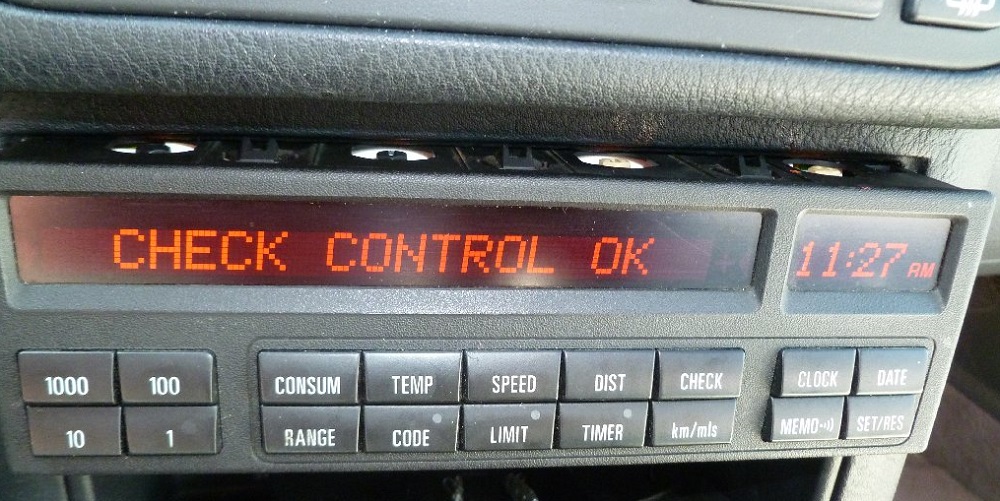 CHECK CONTROL OK
11:27 AM
1000 100
CONSUM TEMP SPEED DIST CHECK
CLOCK DATE
10 1
RANGE CODE LIMIT TIMER km/mls
MEMO SET/RES